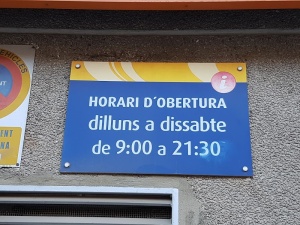 i
HORARI D'OBERTURA
dilluns a dissabte
de 9:00 a 21:30